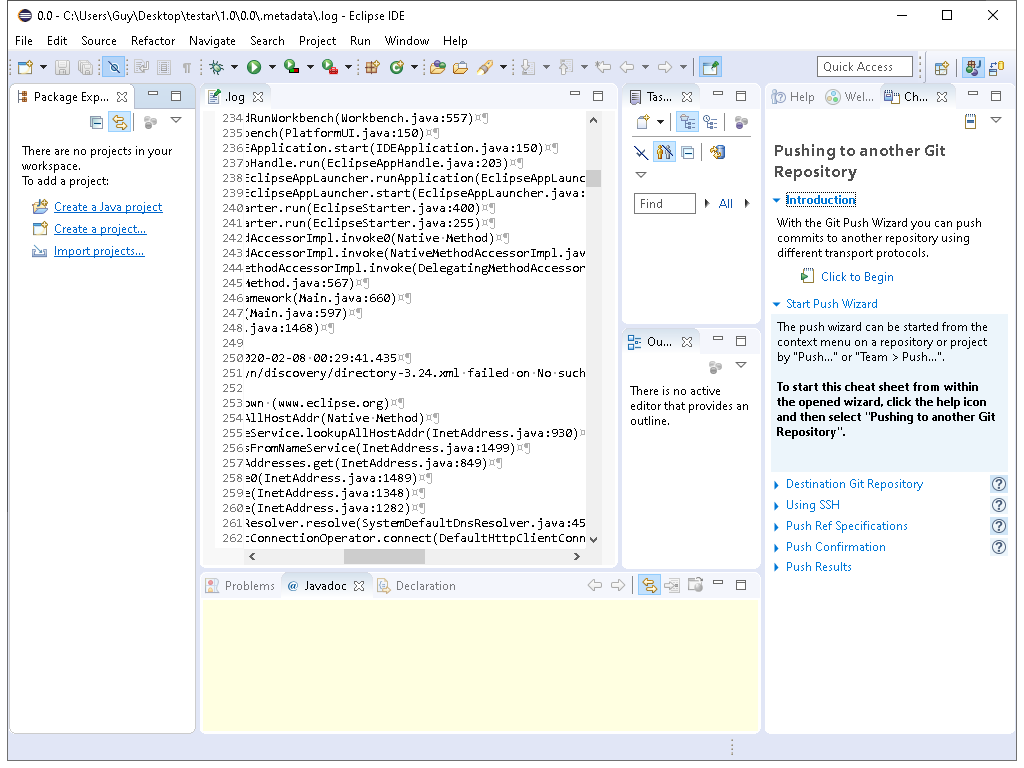 0.0 - C:\Users\Guy\Desktop\testar\1.0\0.0\.metadata\.log - Eclipse IDE
File Edit Source Refactor Navigate Search Project Run Window Help
Quick Access
Package Exp...
There are no projects in your
workspace.
To add a project:
Create a Java project
Create a project...
Import projects...
.log
234 dRunWorkbench(Workbench.java:557)¤¶
235 bench(PlatformUI.java:150)¤¶
236 EApplication.start(IDEApplication.java:150)¤¶
237 pHandle.run(EclipseAppHandle.java:203)¤¶
238 EclipseAppLauncher.runApplication(EclipseAppLaunc
239 EclipseAppLauncher.start(EclipseAppLauncher.java:
240 arter.run(EclipseStarter.java:400)¤¶
241 arter.run(EclipseStarter.java:255)¤¶
242 dAccessorImpl.invoke0(Native·Method)¤¶
243 dAccessorImpl.invoke(NativeMethodAccessorImpl.jav
244 ethodAccessorImpl.invoke(DelegatingMethodAccessor
245 Method.java:567)¤¶
246 amework(Main.java:660)¤¶
247 (Main.java:597)¤¶
248 .java:1468)¤¶
249
250 020-02-08·00:29:41.435¤¶
251 /n/discovery/directory-3.24.xml·failed·on·No·such
252
253 own·(www.eclipse.org)¤¶
254 AllHostAddr(Native·Method)¤¶
255 eService.lookupAllHostAddr(InetAddress.java:930)¤
256 sFromNameService(InetAddress.java:1499)¤¶
257 Addresses.get(InetAddress.java:849)¤¶
258 e0(InetAddress.java:1489)¤¶
259 e(InetAddress.java:1348)¤¶
260 e(InetAddress.java:1282)¤¶
261 Resolver.resolve(SystemDefaultDnsResolver.java:45
262 tConnectionOperator.connect(DefaultHttpClientConn
Tas...
Find
All
Ou...
There is no active
editor that provides an
outline.
Problems @ Javadoc Declaration
Help Wel... Ch...
Pushing to another Git
Repository
Introduction
With the Git Push Wizard you can push
commits to another repository using
different transport protocols.
Click to Begin
Start Push Wizard
The push wizard can be started from the
context menu on a repository or project
by "Push..." or "Team > Push...".
To start this cheat sheet from within
the opened wizard, click the help icon
and then select "Pushing to another Git
Repository".
Destination Git Repository
Using SSH
Push Ref Specifications
Push Confirmation
Push Results